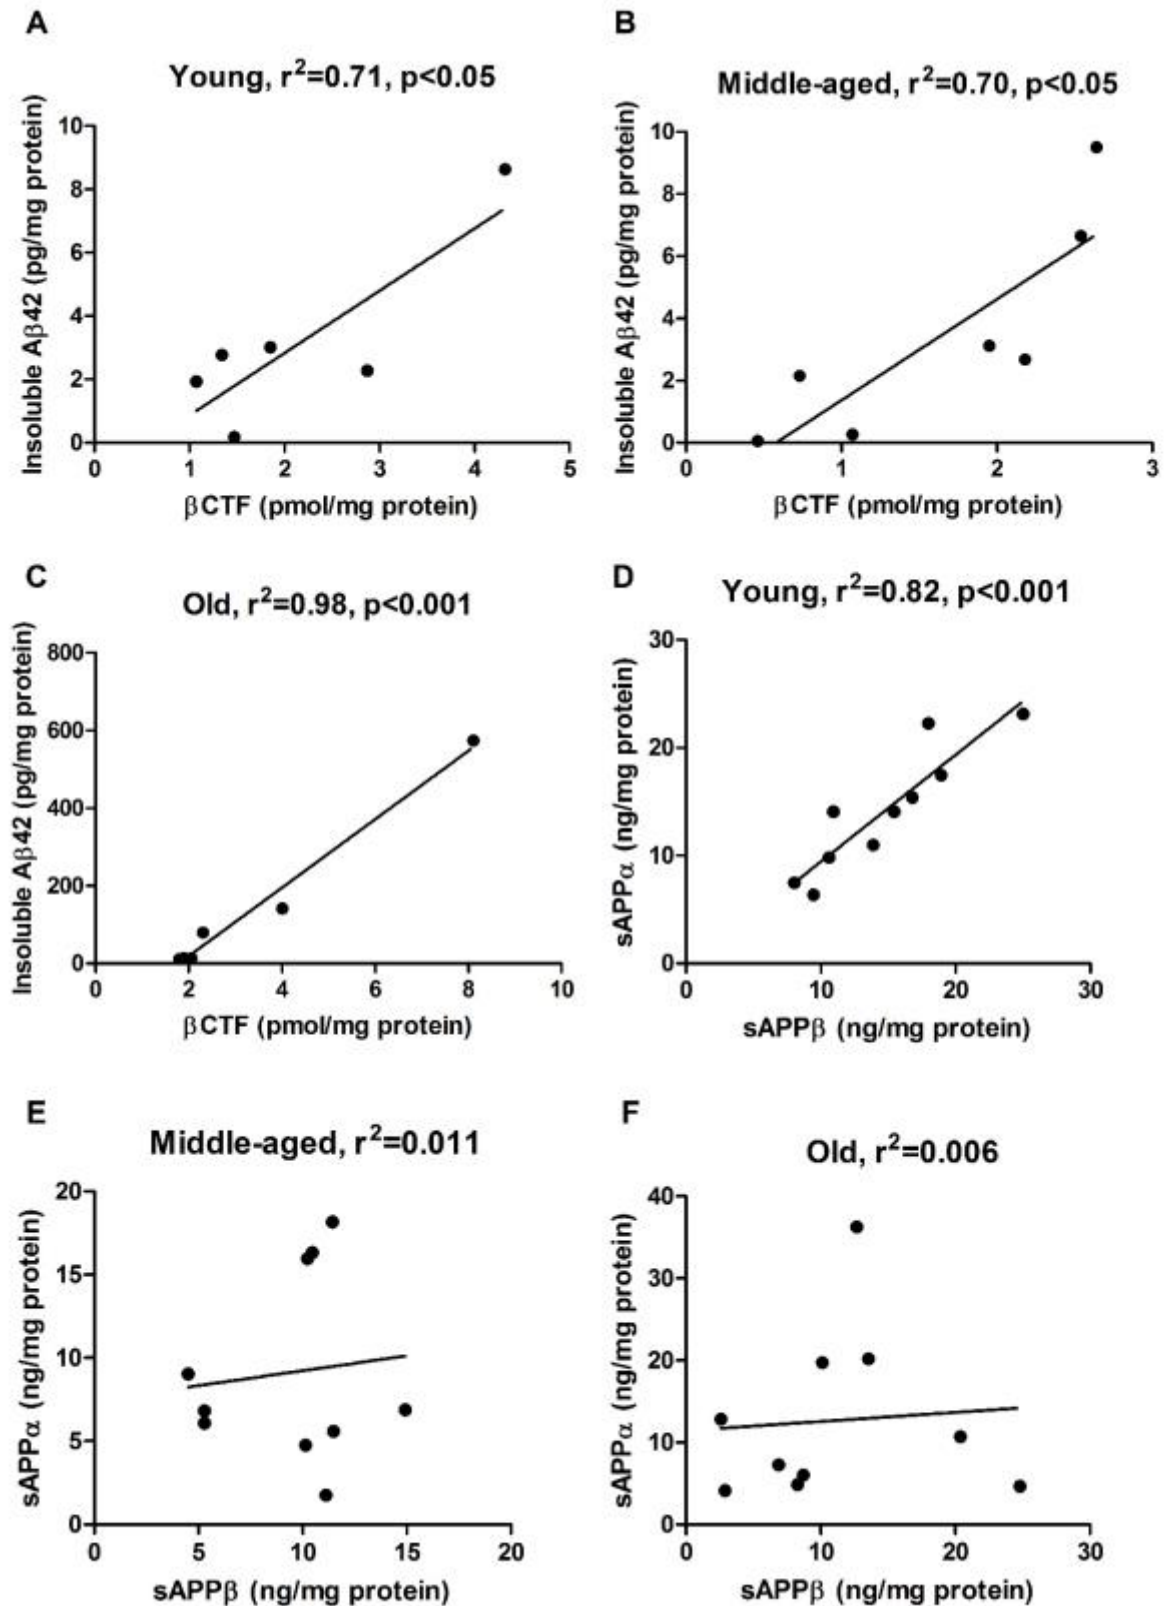 A
Young, r²=0.71, p<0.05
Insoluble Aβ42 (pg/mg protein)
10
8
6
4
2
0
0 1 2 3 4 5
βCTF (pmol/mg protein)
B
Middle-aged, r²=0.70, p<0.05
Insoluble Aβ42 (pg/mg protein)
10
8
6
4
2
0
0 1 2 3
βCTF (pmol/mg protein)
C
Old, r²=0.98, p<0.001
Insoluble Aβ42 (pg/mg protein)
800
600
400
200
0
0 2 4 6 8 10
βCTF (pmol/mg protein)
D
Young, r²=0.82, p<0.001
sAPPα (ng/mg protein)
30
20
10
0
0 10 20 30
sAPPβ (ng/mg protein)
E
Middle-aged, r²=0.011
sAPPα (ng/mg protein)
20
15
10
5
0
0 5 10 15 20
sAPPβ (ng/mg protein)
F
Old, r²=0.006
sAPPα (ng/mg protein)
40
30
20
10
0
0 10 20 30
sAPPβ (ng/mg protein)